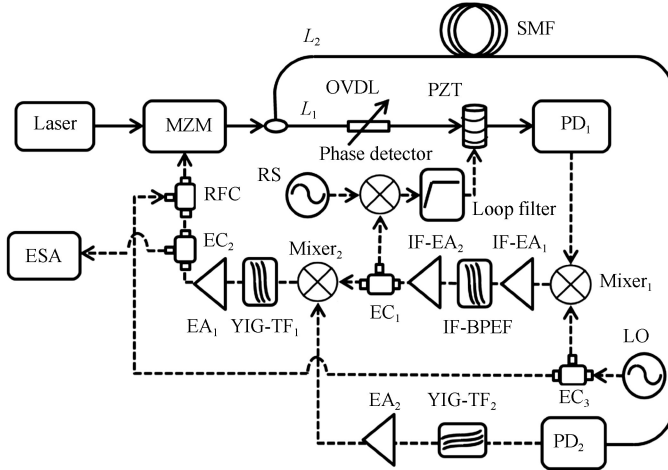 SMF
L2
OVDL
PZT
Laser
MZM
L1
PD1
Phase detector
RS
RFC
Loop filter
EC2
IF-EA2
IF-EA1
Mixer2
ESA
Mixer1
EA1
YIG-TF1
EC1
IF-BPEF
LO
EA2
YIG-TF2
EC3
PD2